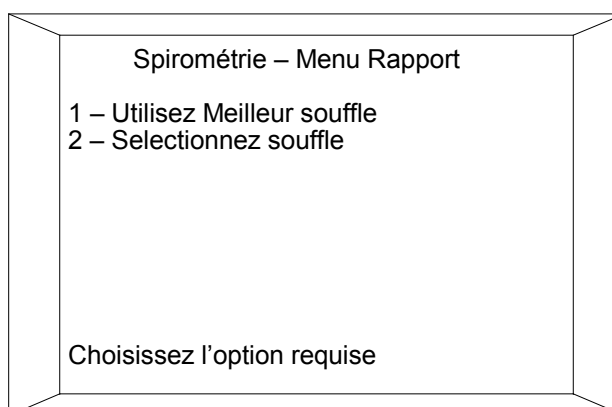 Spirométrie – Menu Rapport
1 – Utilisez Meilleur souffle
2 – Selectionnez souffle
Choisissez l’option requise